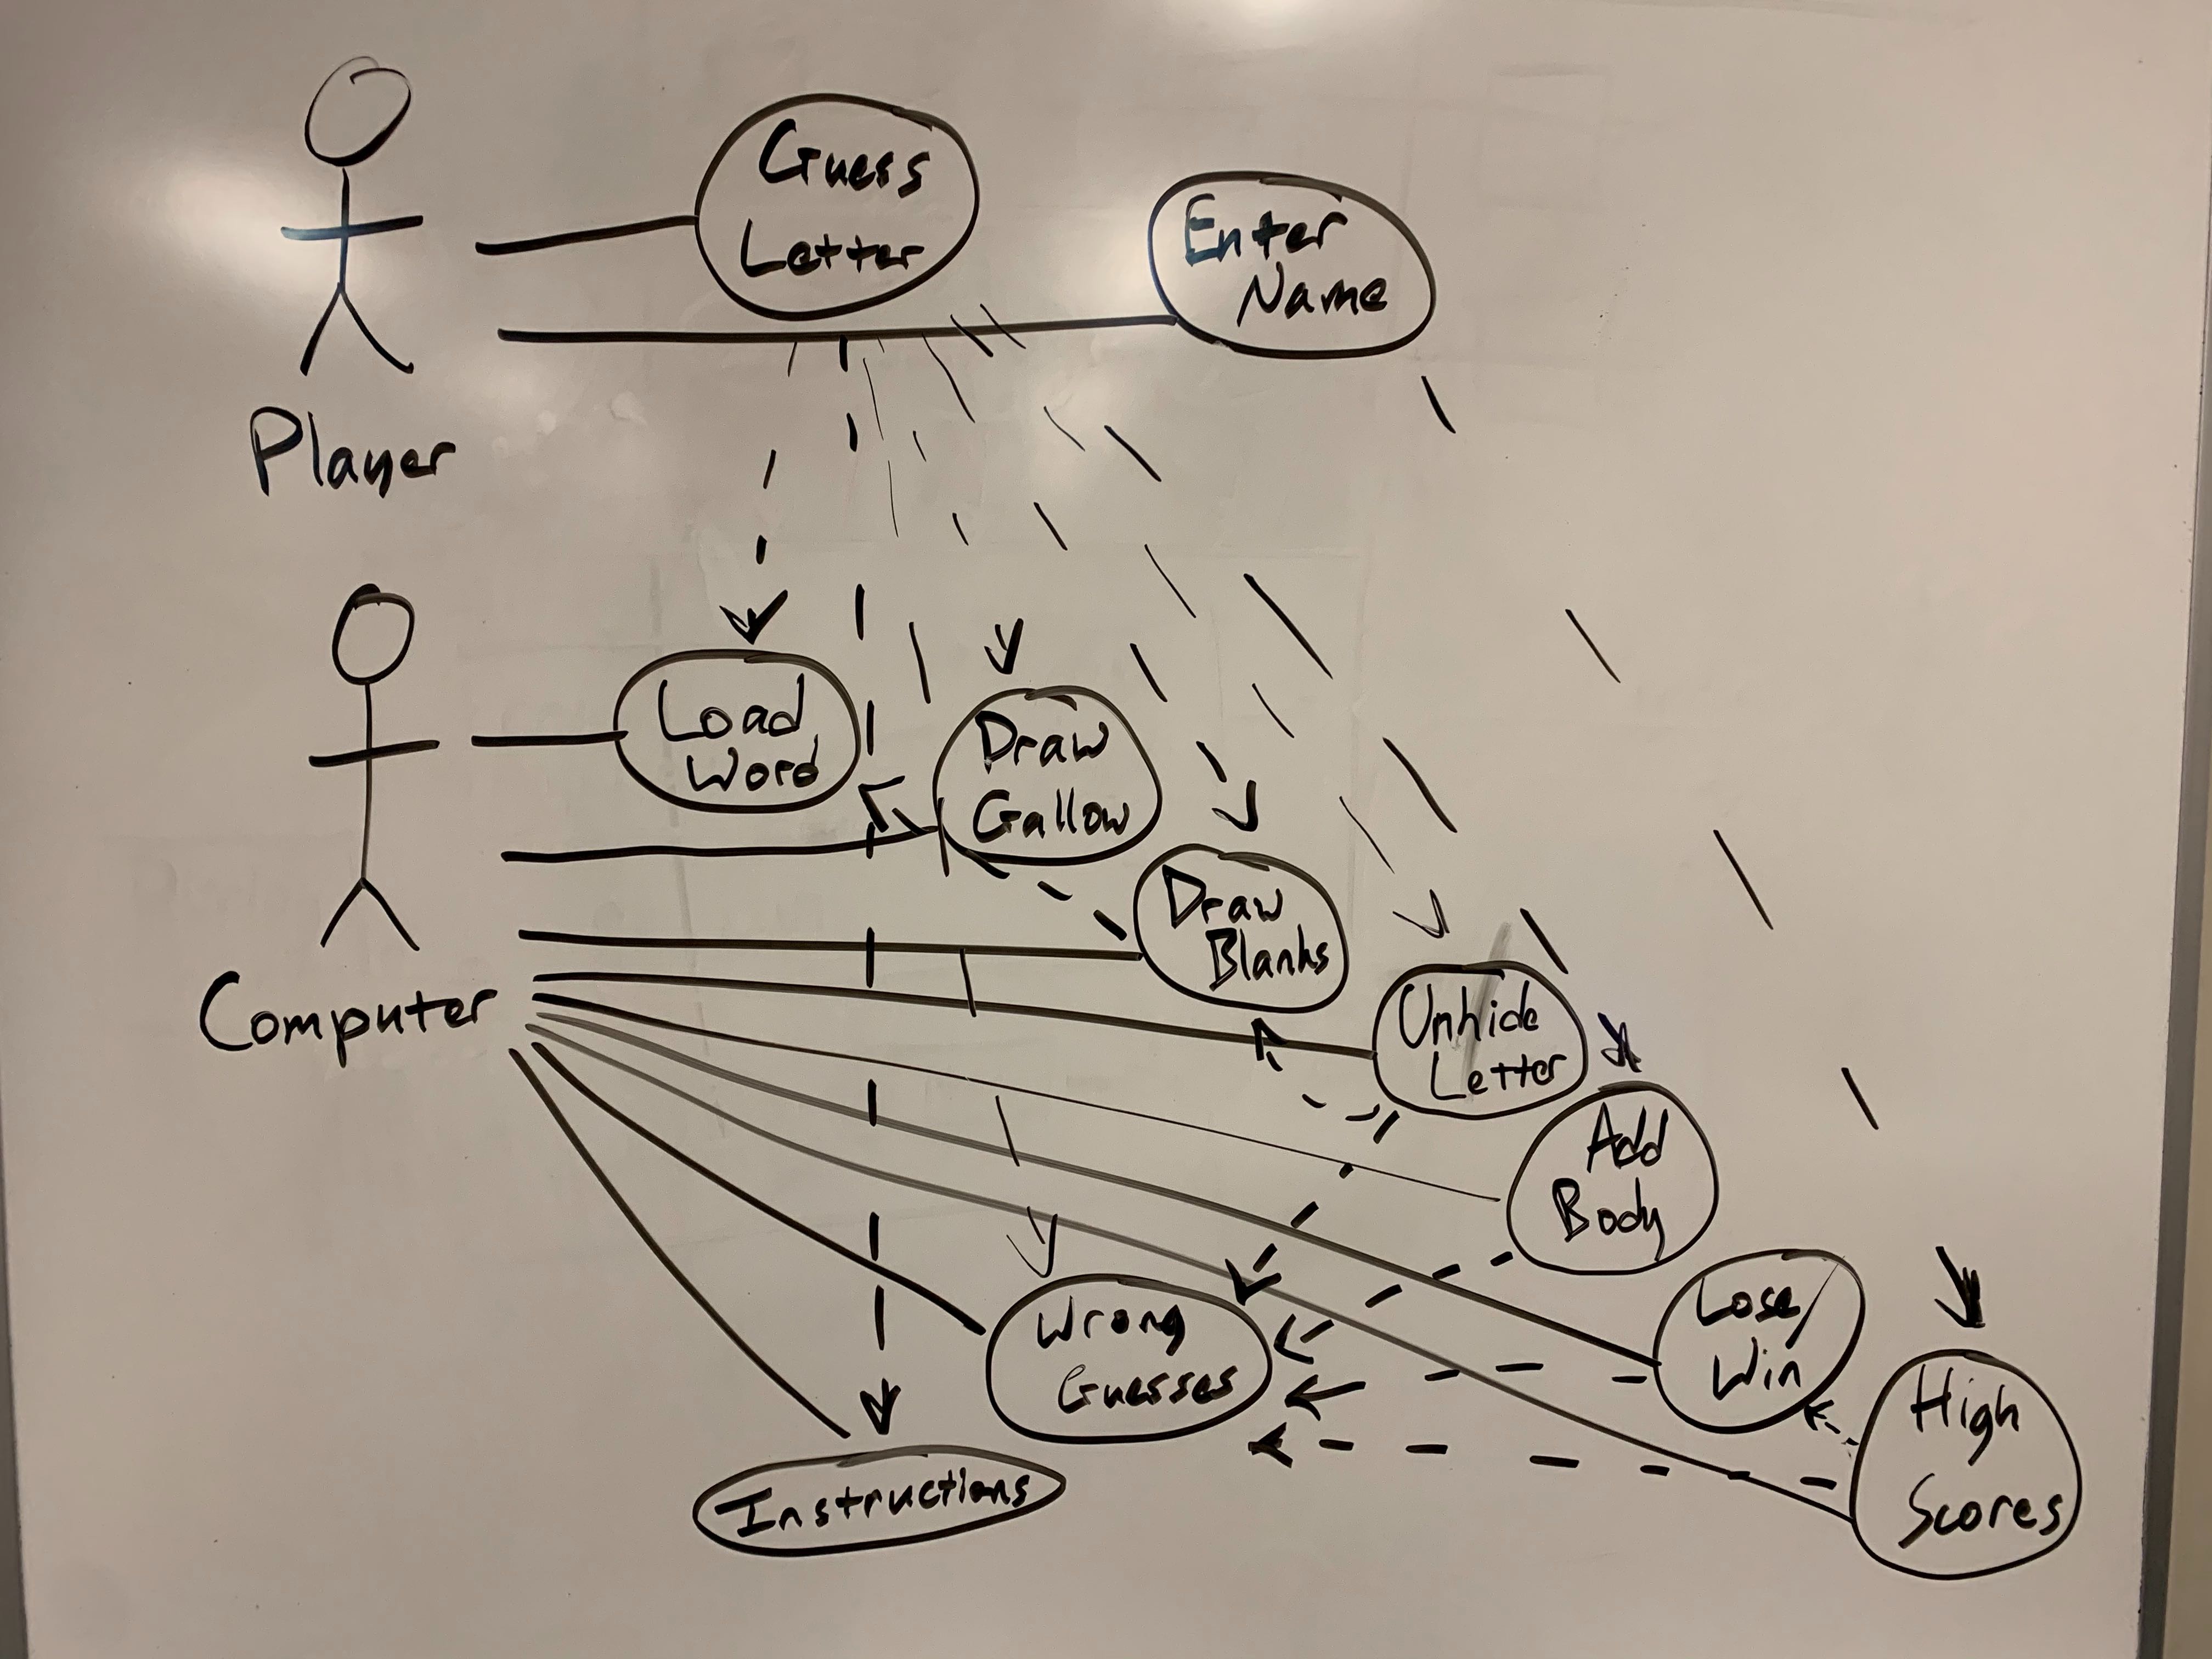 Guess
Letter
Enter
Name
Player
Load
Word
Draw
Gallow
Draw
Blanks
Computer
Unhide
Letter
Add
Body
Lose/
Win
Wrong
Guesses
High
Scores
Instructions